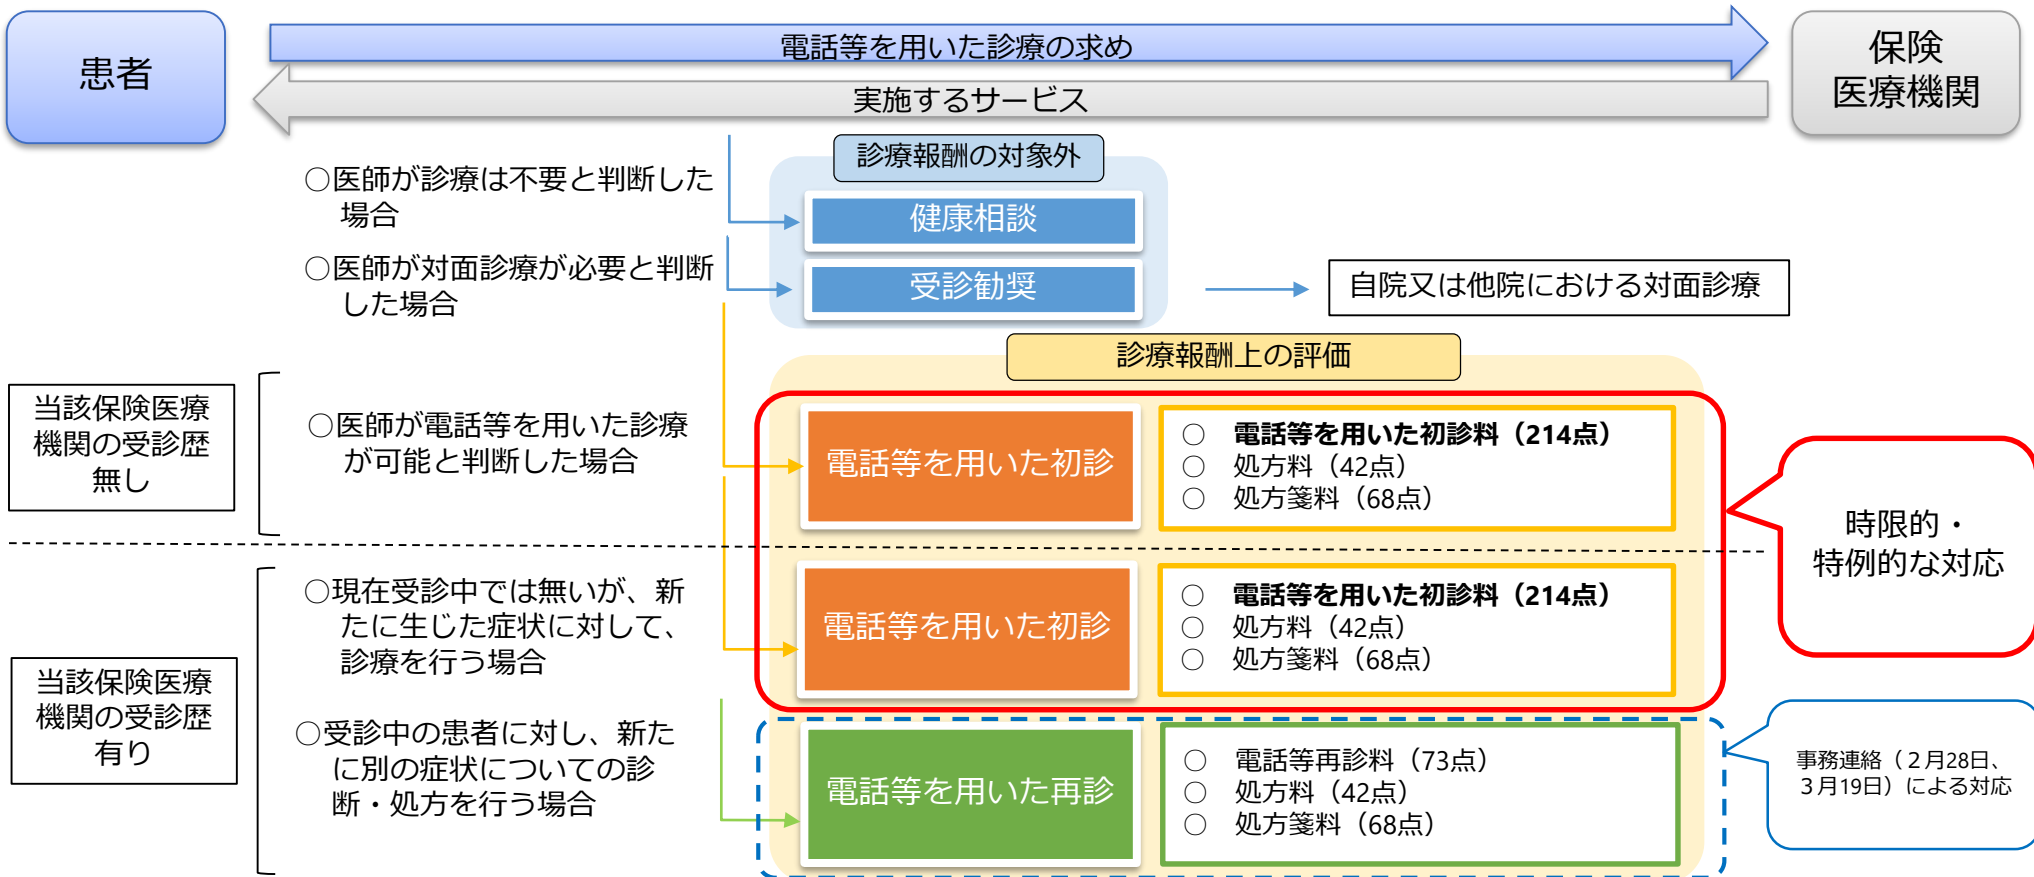 患者
電話等を用いた診療の求め
実施するサービス
保険
医療機関
診療報酬の対象外
○医師が診療は不要と判断した
場合
健康相談
○医師が対面診療が必要と判断
した場合
受診勧奨
自院又は他院における対面診療
診療報酬上の評価
当該保険医療
機関の受診歴
無し
○医師が電話等を用いた診療
が可能と判断した場合
電話等を用いた初診
○ 電話等を用いた初診料（214点）
○ 処方料（42点）
○ 処方箋料（68点）
時限的・
特例的な対応
当該保険医療
機関の受診歴
有り
○現在受診中では無いが、新
たに生じた症状に対して、
診療を行う場合
電話等を用いた初診
○ 電話等を用いた初診料（214点）
○ 処方料（42点）
○ 処方箋料（68点）
○受診中の患者に対し、新た
に別の症状についての診
断・処方を行う場合
電話等を用いた再診
○ 電話等再診料（73点）
○ 処方料（42点）
○ 処方箋料（68点）
事務連絡（２月28日、
３月19日）による対応